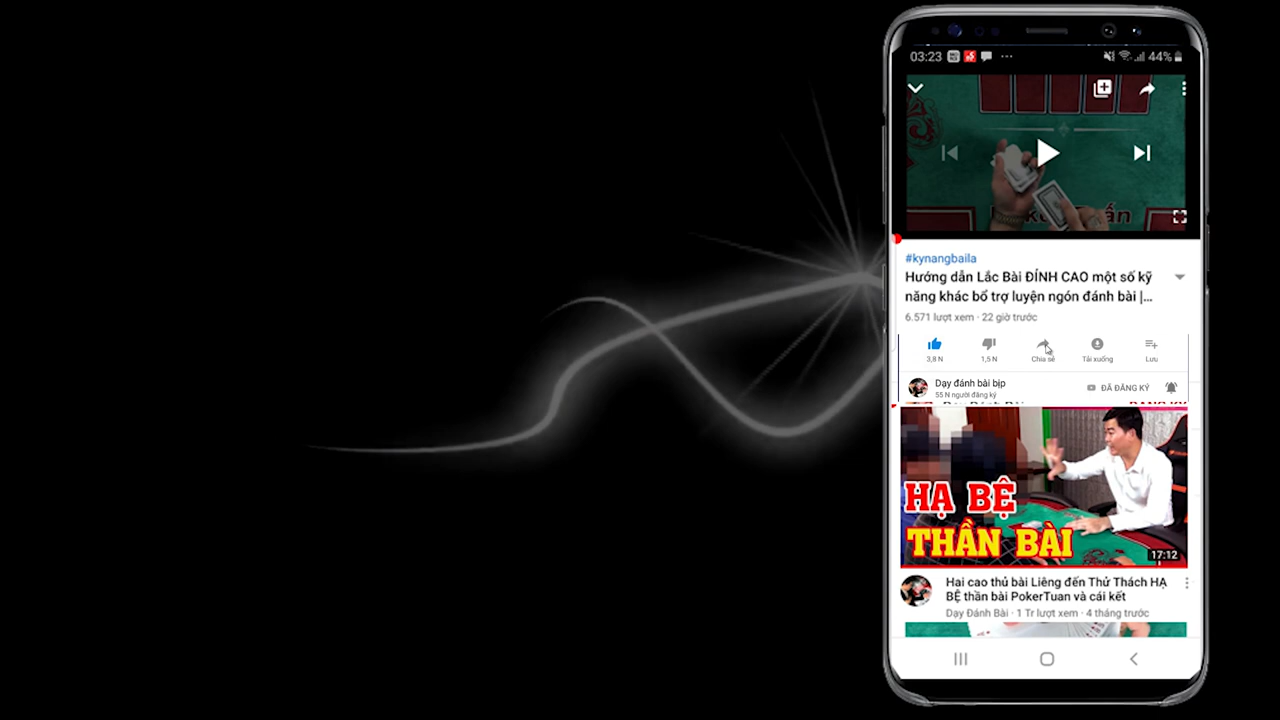 03:23
44%
ấn
#kynangbaila
Hướng dẫn Lắc Bài ĐỈNH CAO một số kỹ
năng khác bổ trợ luyện ngón đánh bài |...
6.571 lượt xem · 22 giờ trước
3,8 N
1,5 N
Chia sẻ
Tải xuống
Lưu
Dạy đánh bài bịp
55 N người đăng ký
ĐÃ ĐĂNG KÝ
HẠ BỆ
THẦN BÀI
17:12
Hai cao thủ bài Liêng đến Thử Thách HẠ
BỆ thần bài PokerTuan và cái kết
Dạy Đánh Bài · 1 Tr lượt xem · 4 tháng trước